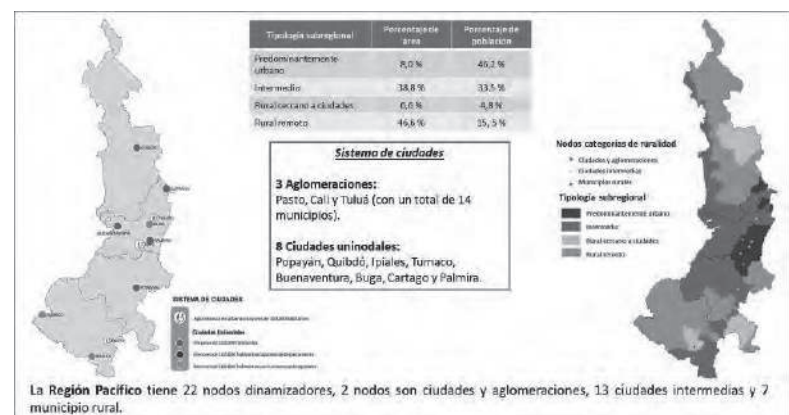 Tipología subregional Porcentaje de área Porcentaje de población
Predominantemente urbano 8,0 % 46,2 %
Intermedio 38,8 % 33,5 %
Rural cercano a ciudades 6,6 % 4,8 %
Rural remoto 46,6 % 15,5 %
Sistema de ciudades
3 Aglomeraciones:
Pasto, Cali y Tuluá (con un total de 14
municipios).
8 Ciudades uninodales:
Popayán, Quibdó, Ipiales, Tumaco,
Buenaventura, Buga, Cartago y Palmira.
SISTEMA DE CIUDADES
Ciudades Uninodales
Nodos categorías de ruralidad
Ciudades y aglomeraciones
Ciudades intermedias
Municipios rurales
Tipología subregional
Predominantemente urbano
Intermedio
Rural cercano a ciudades
Rural remoto
La Región Pacífico tiene 22 nodos dinamizadores, 2 nodos son ciudades y aglomeraciones, 13 ciudades intermedias y 7
municipio rural.